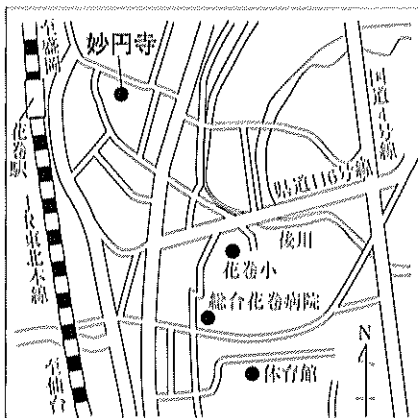 至盛岡
妙円寺
国道4号線
花巻駅
県道116号線
JR東北本線
後川
花巻小
総合花巻病院
N
至仙台
体育館